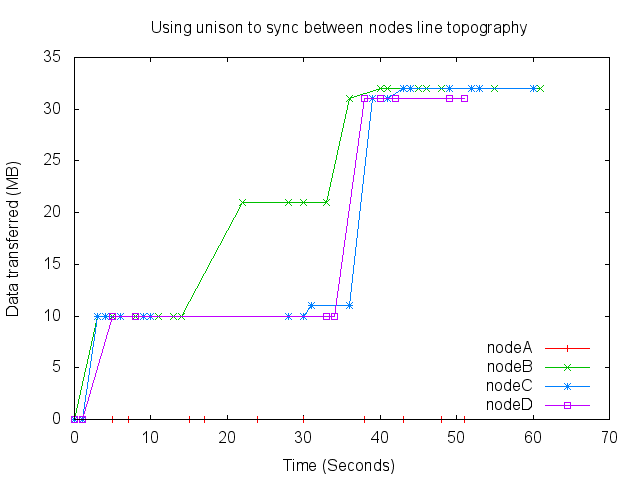 Using unison to sync between nodes line topography
35
30
25
20
15
10
5
0
Data transferred (MB)
nodeA
nodeB
nodeC
nodeD
0 10 20 30 40 50 60 70
Time (Seconds)